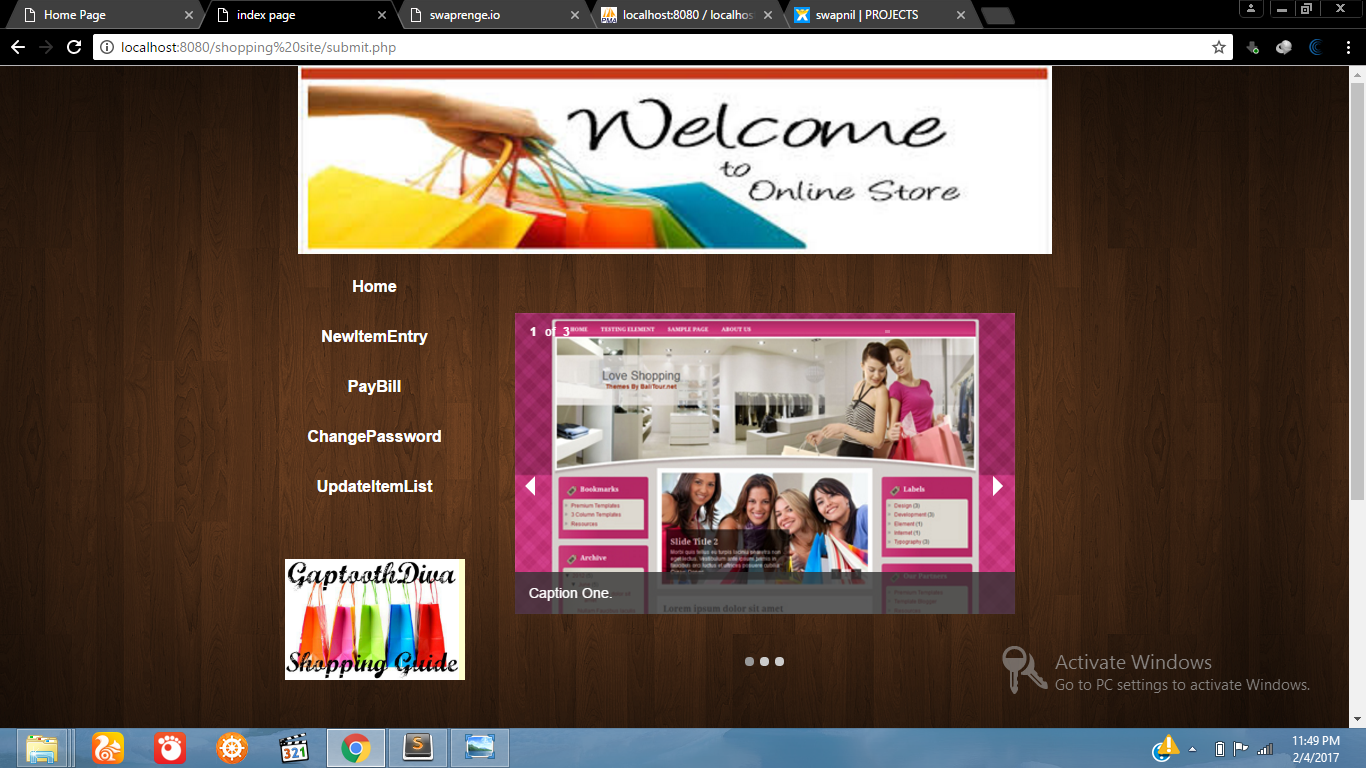 Home Page
index page
swaprenge.io
localhost:8080 / localhos
swapnil | PROJECTS
localhost:8080/shopping%20site/submit.php
Welcome
to
Online Store
Home
NewItemEntry
PayBill
ChangePassword
UpdateItemList
GaptoothDiva
Shopping Guide
1 of 3
HOME TESTING ELEMENT SAMPLE PAGE ABOUT US
Love Shopping
Themes By BaliTour.net
Bookmarks
Premium Templates
3 Column Templates
Resources
Archive
Slide Title 2
Labels
Design (3)
Development (3)
Element (1)
Internet (1)
Typography (3)
Our Partners
Lorem ipsum dolor sit amet
Caption One.
Activate Windows
Go to PC settings to activate Windows.
321
11:49 PM
2/4/2017